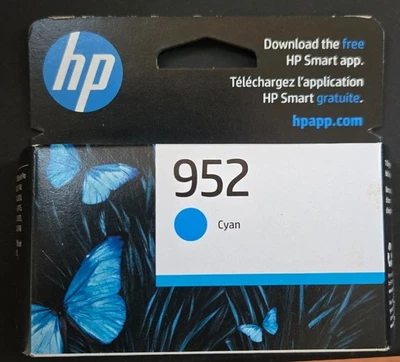 hp
Download the free
HP Smart app.
Téléchargez l'application
HP Smart gratuite.
hpapp.com
952
Cyan